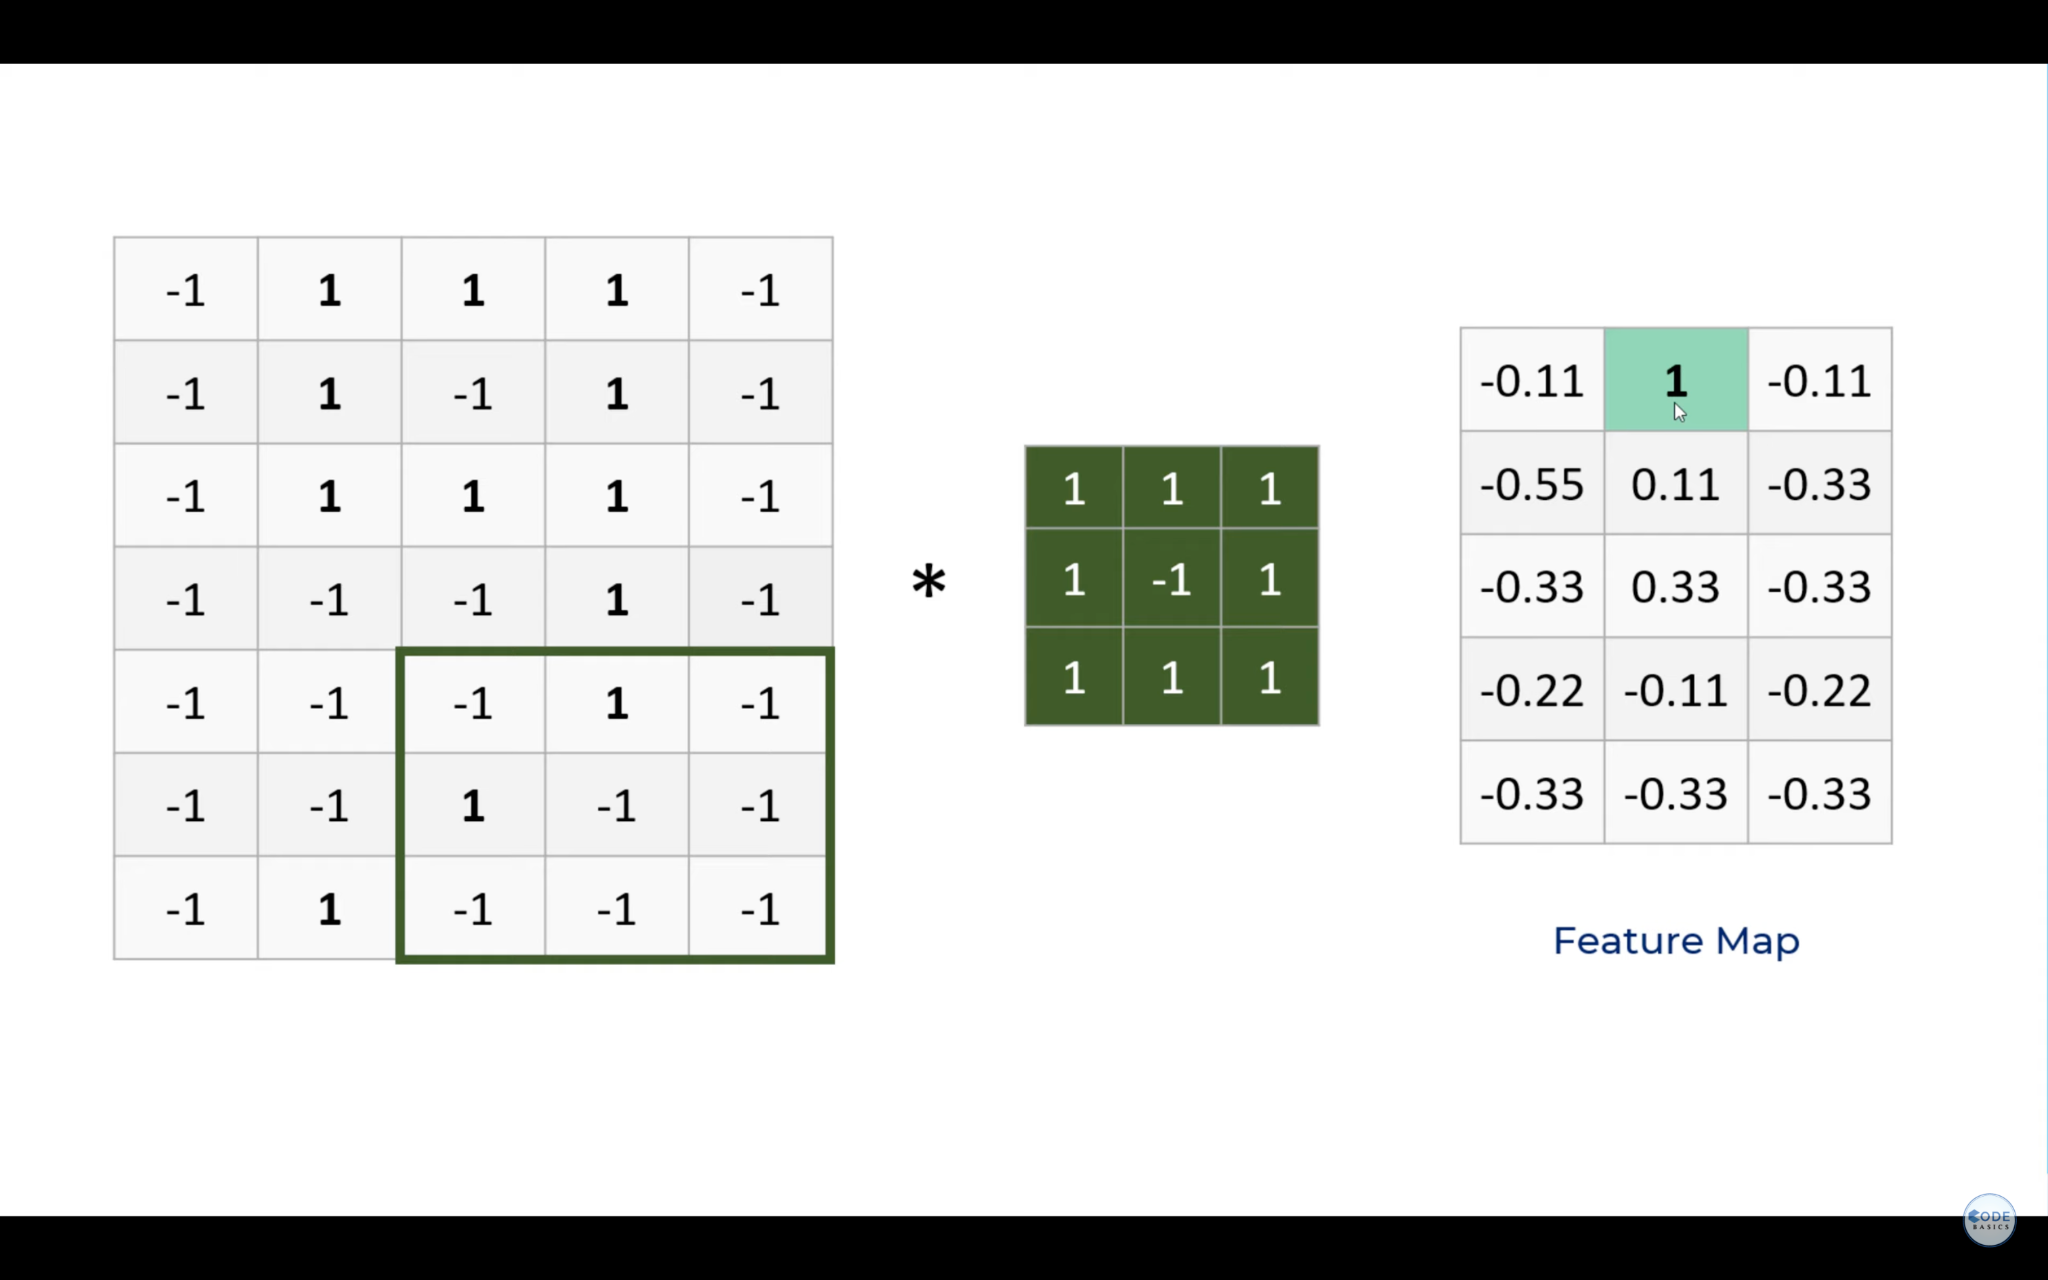 -1 1 1 1 -1
-1 1 -1 1 -1
-1 1 1 1 -1
-1 -1 -1 1 -1
-1 -1 -1 1 -1
-1 -1 1 -1 -1
-1 1 -1 -1 -1
*
1 1 1
1 -1 1
1 1 1
-0.11 1 -0.11
-0.55 0.11 -0.33
-0.33 0.33 -0.33
-0.22 -0.11 -0.22
-0.33 -0.33 -0.33
Feature Map
CODE
BASICS